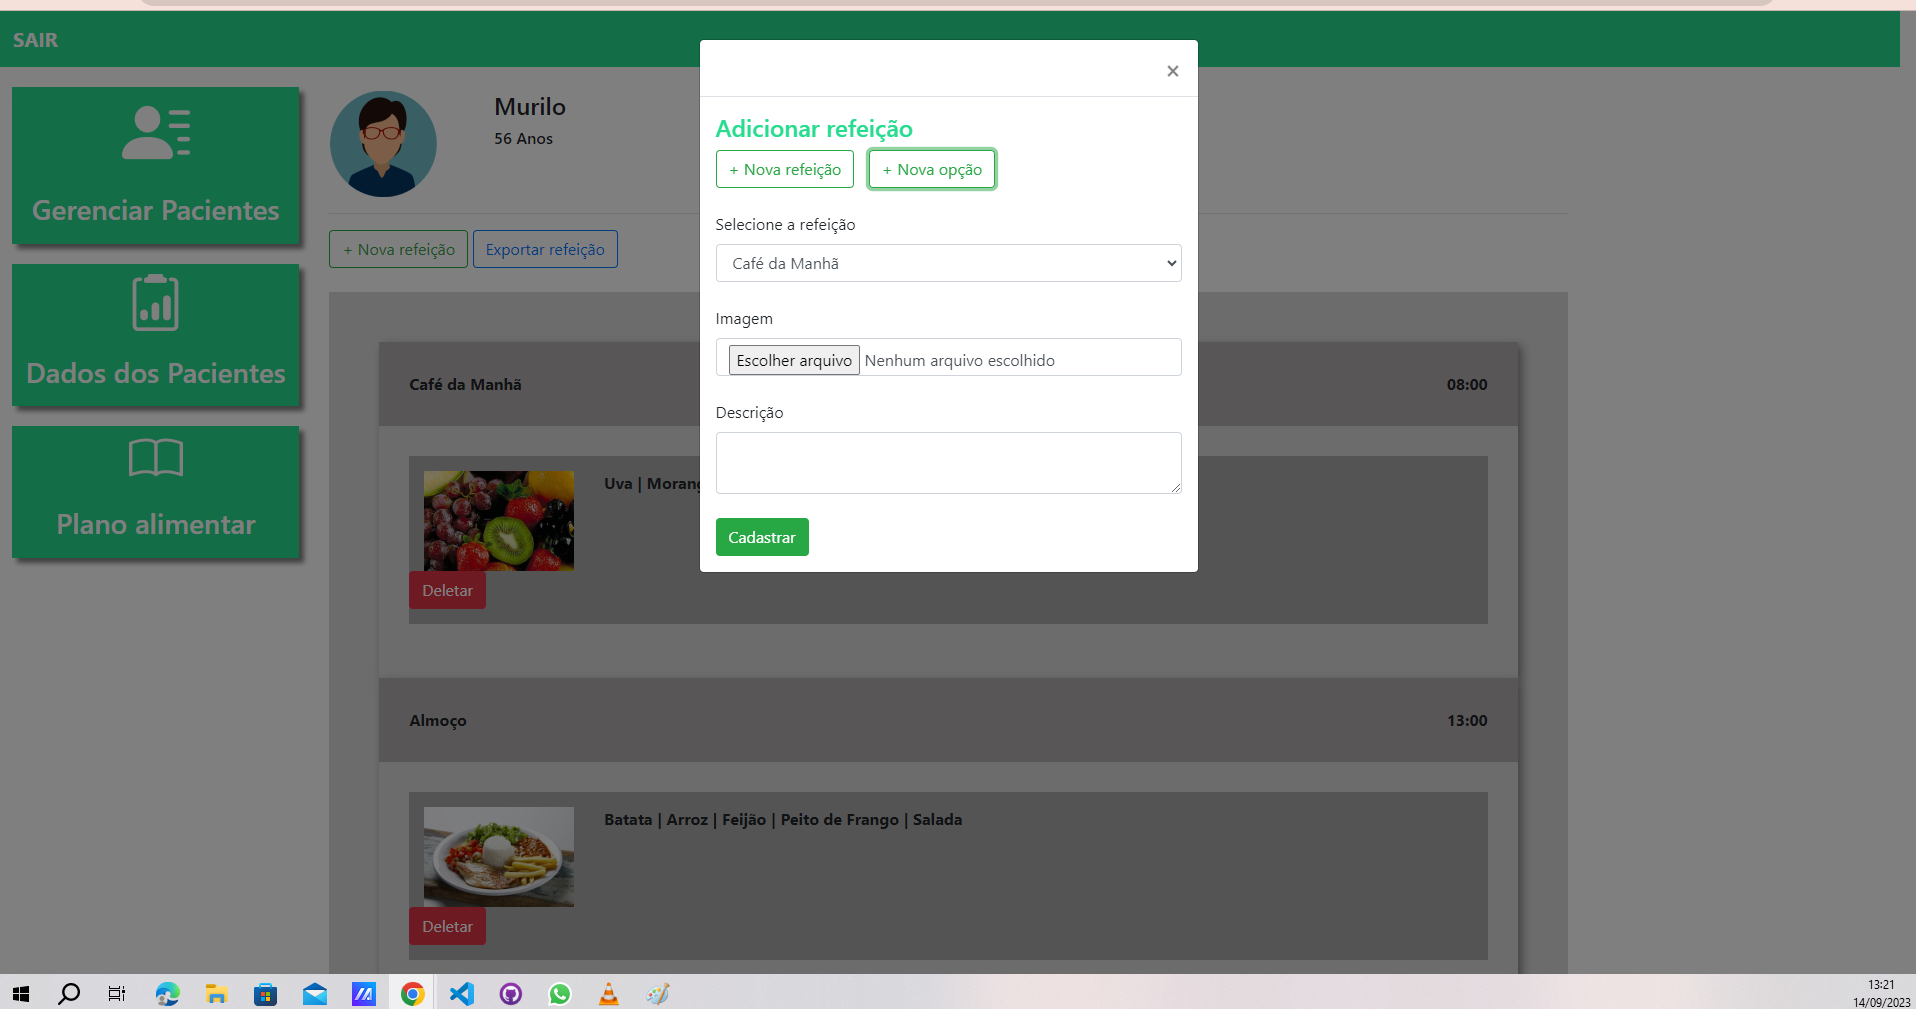 SAIR
Gerenciar Pacientes
Dados dos Pacientes
Plano alimentar
Murilo
56 Anos
+ Nova refeição
Exportar refeição
Café da Manhã
08:00
Uva |
Deletar
Almoço
13:00
Batata | Arroz | Feijão | Peito de Frango | Salada
Deletar
×
Adicionar refeição
+ Nova refeição
+ Nova opção
Selecione a refeição
Café da Manhã
Imagem
Escolher arquivo
Nenhum arquivo escolhido
Descrição
Cadastrar
13:21
14/09/2023